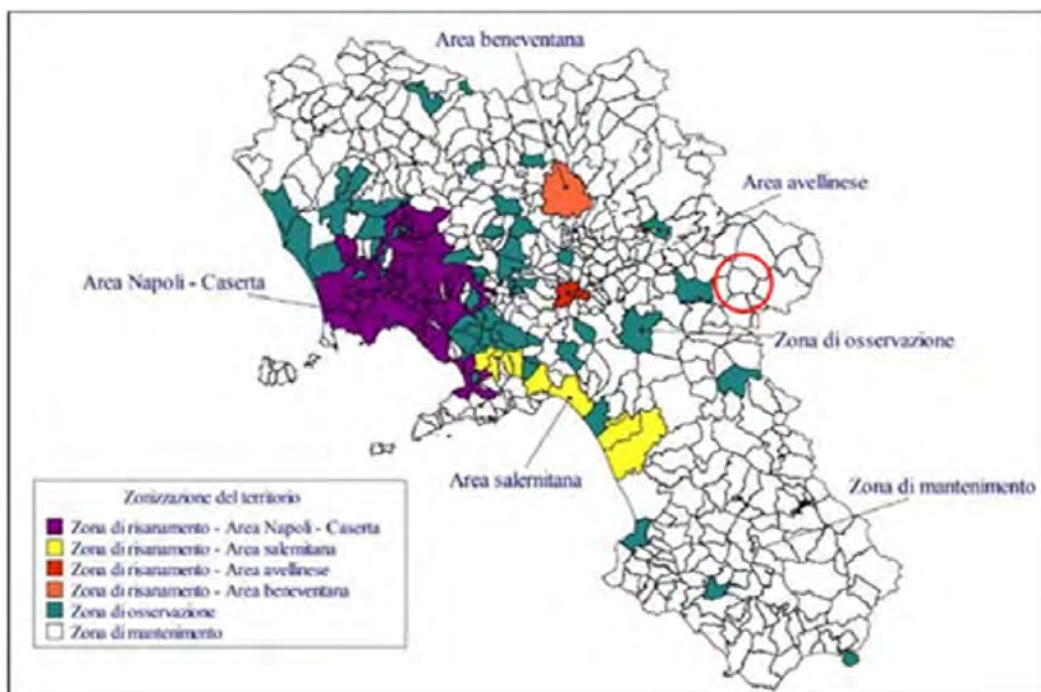 Area beneventana
Area avellinese
Area Napoli - Caserta
Zona di osservazione
Area salernitana
Zona di mantenimento
Zonizzazione del territorio
Zona di risanamento - Area Napoli - Caserta
Zona di risanamento - Area salernitana
Zona di risanamento - Area avellinese
Zona di risanamento - Area beneventana
Zona di osservazione
Zona di mantenimento